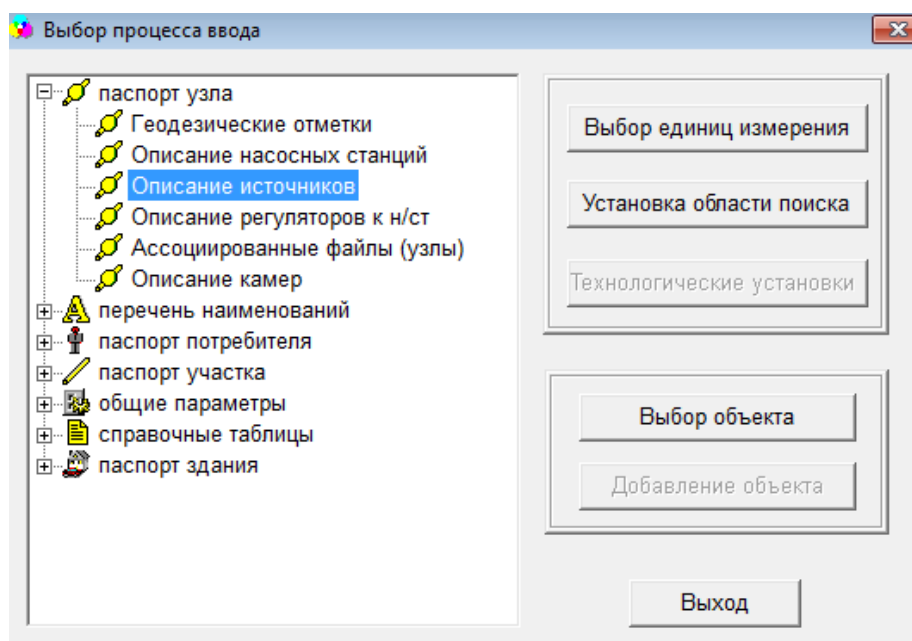 Выбор процесса ввода
паспорт узла
Геодезические отметки
Описание насосных станций
Описание источников
Описание регуляторов к н/ст
Ассоциированные файлы (узлы)
Описание камер
перечень наименований
паспорт потребителя
паспорт участка
общие параметры
справочные таблицы
паспорт здания
Выбор единиц измерения
Установка области поиска
Технологические установки
Выбор объекта
Добавление объекта
Выход